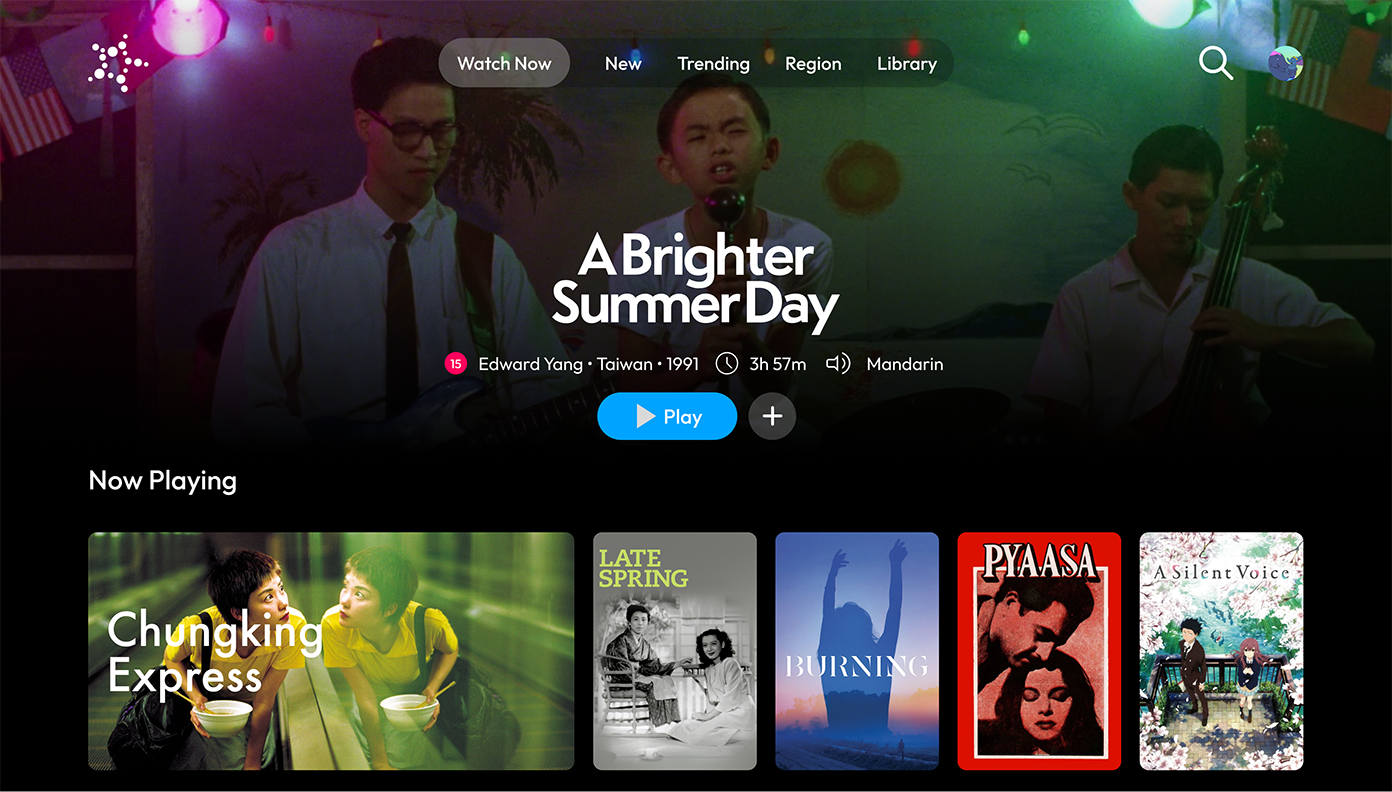 Watch Now New Trending Region Library
A Brighter
Summer Day
15 Edward Yang • Taiwan • 1991 3h 57m Mandarin
Play
Now Playing
Chungking
Express
LATE
SPRING
BURNING
PYAASA
A Silent Voice